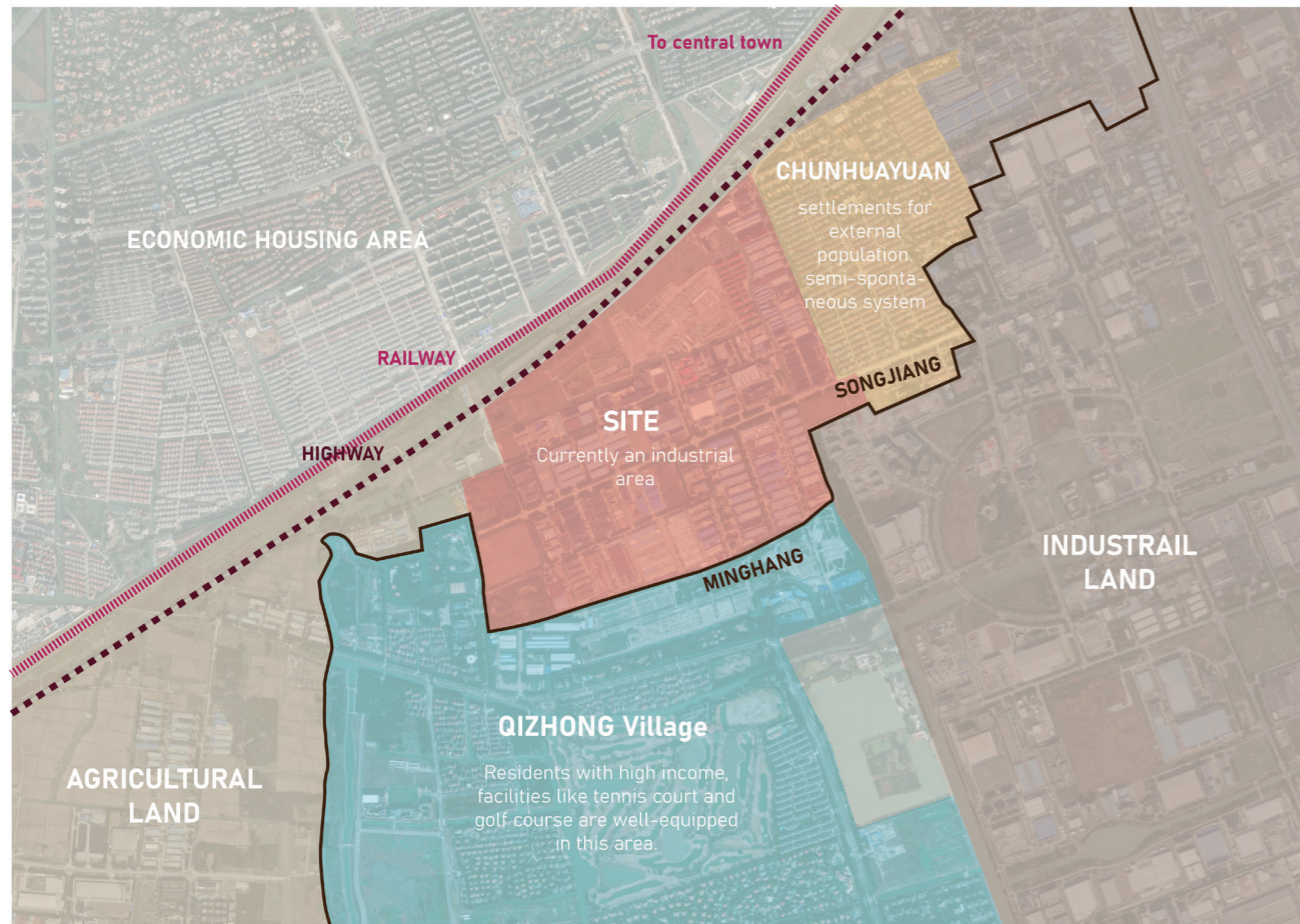 To central town
CHUNHUAYUAN
settlements for
external
population.
semi-sponta-
neous system
ECONOMIC HOUSING AREA
RAILWAY
SONGJIANG
SITE
Currently an industrial
area
HIGHWAY
MINGHANG
INDUSTRAIL
LAND
QIZHONG Village
Residents with high income,
facilities like tennis court and
golf course are well-equipped
in this area.
AGRICULTURAL
LAND